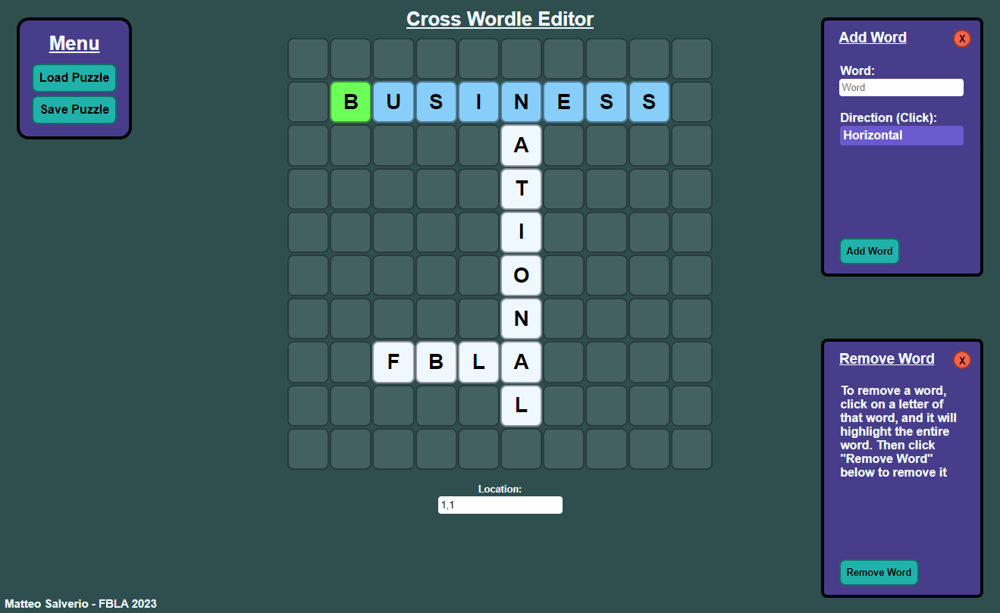 Cross Wordle Editor
Menu
Load Puzzle
Save Puzzle
B U S I N E S S
A
T
I
O
N
F B L A
L
Location:
1,1
Add Word
X
Word:
Word
Direction (Click):
Horizontal
Add Word
Remove Word
X
To remove a word,
click on a letter of
that word, and it will
highlight the entire
word. Then click
"Remove Word"
below to remove it
Remove Word
Matteo Salverio - FBLA 2023